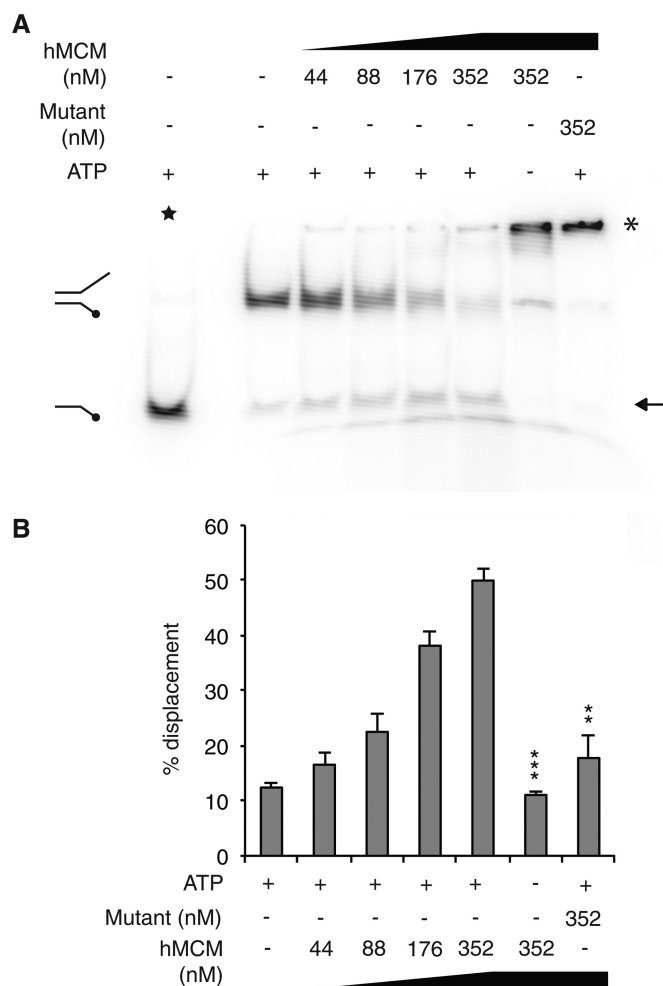 A
hMCM
(nM) - - 44 88 176 352 352 -
Mutant
(nM) - - - - - - - 352
ATP + + + + + + - +
★
*
B
60
50
40
30
20
10
0
% displacement
***
**
ATP + + + + + - +
Mutant (nM) - - - - - - 352
hMCM
(nM) - 44 88 176 352 352 -